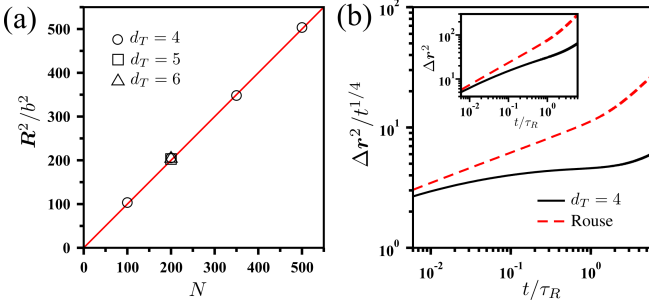 (a)
R²/b²
550
500
400
300
200
100
0
d_T = 4
d_T = 5
d_T = 6
0 100 200 300 400 500
N
(b)
Δr²/t^{1/4}
10²
10¹
10⁰
Δr²
10²
10¹
10⁻² 10⁻¹ 10⁰
t/τ_R
d_T = 4
Rouse
10⁻² 10⁻¹ 10⁰
t/τ_R